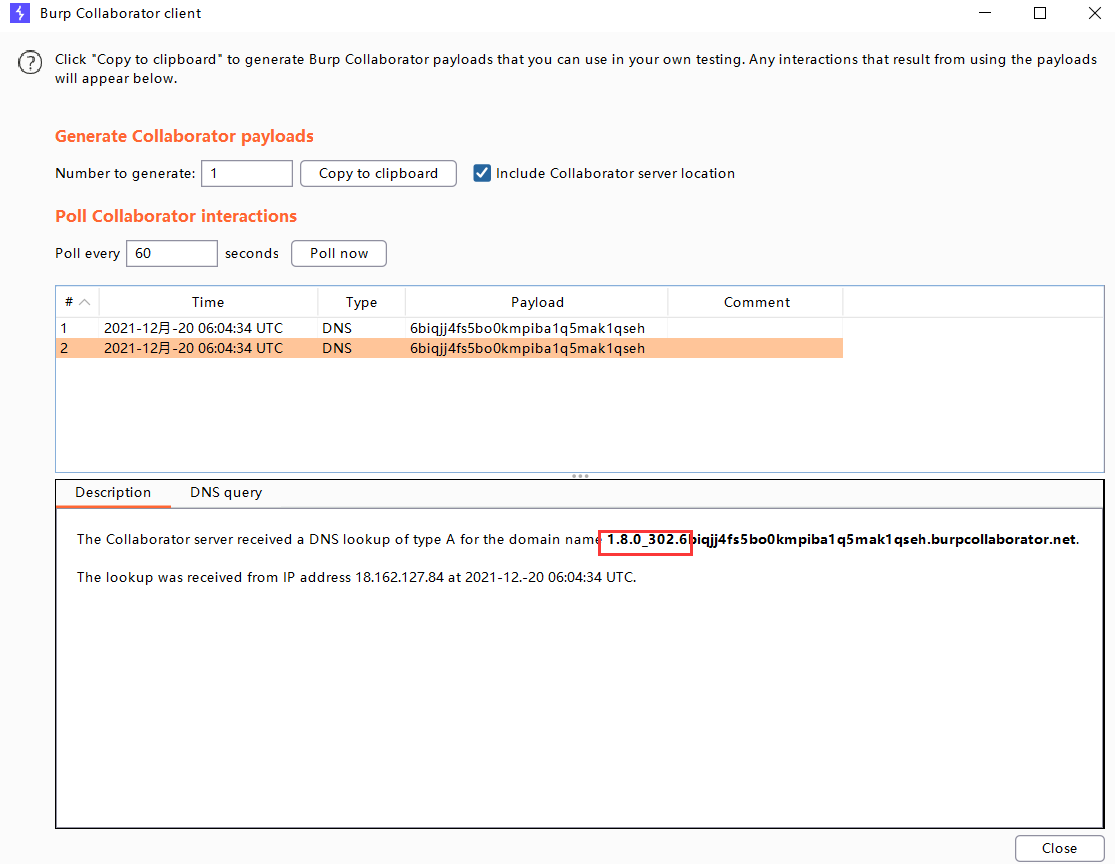 Burp Collaborator client
Click "Copy to clipboard" to generate Burp Collaborator payloads that you can use in your own testing. Any interactions that result from using the payloads
will appear below.
Generate Collaborator payloads
Number to generate: 1 Copy to clipboard Include Collaborator server location
Poll Collaborator interactions
Poll every 60 seconds Poll now
# Time Type Payload Comment
1 2021-12月-20 06:04:34 UTC DNS 6biqjj4fs5bo0kmpiba1q5mak1qseh
2 2021-12月-20 06:04:34 UTC DNS 6biqjj4fs5bo0kmpiba1q5mak1qseh
Description DNS query
The Collaborator server received a DNS lookup of type A for the domain name 1.8.0_302.6biqjj4fs5bo0kmpiba1q5mak1qseh.burpcollaborator.net.
The lookup was received from IP address 18.162.127.84 at 2021-12.-20 06:04:34 UTC.
Close